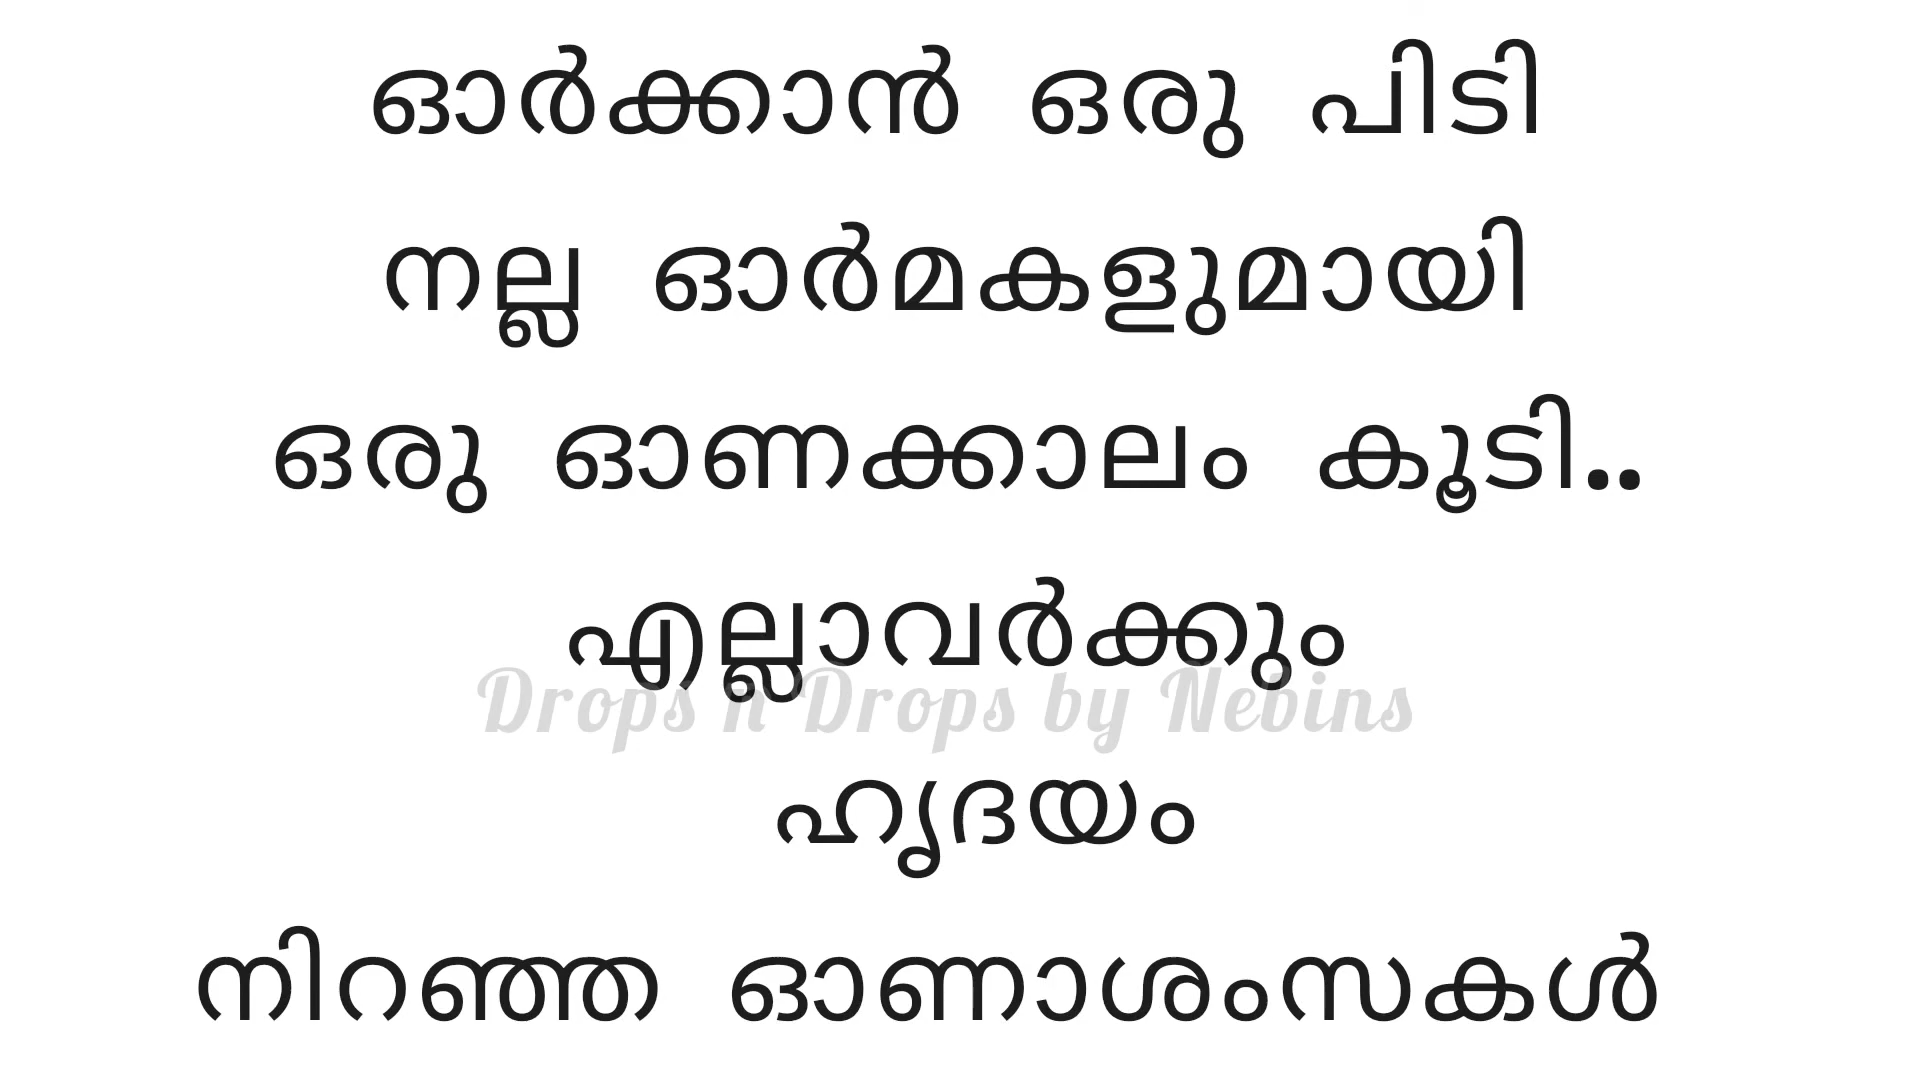 ഓർക്കാൻ ഒരു പിടി
നല്ല ഓർമകളുമായി
ഒരു ഓണക്കാലം കൂടി..
എല്ലാവർക്കും
Drops n Drops by Nebins
ഹൃദയം
നിറഞ്ഞ ഓണാശംസകൾ